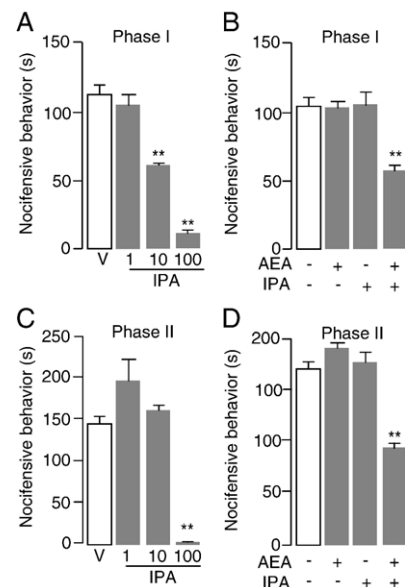 A
Phase I
Nocifensive behavior (s)
150
100
50
0
**
**
V 1 10 100
IPA
B
Phase I
Nocifensive behavior (s)
150
100
50
0
**
AEA - + - +
IPA - - + +
C
Phase II
Nocifensive behavior (s)
250
200
150
100
50
0
**
V 1 10 100
IPA
D
Phase II
Nocifensive behavior (s)
200
100
100
50
0
**
AEA - + - +
IPA - - + +